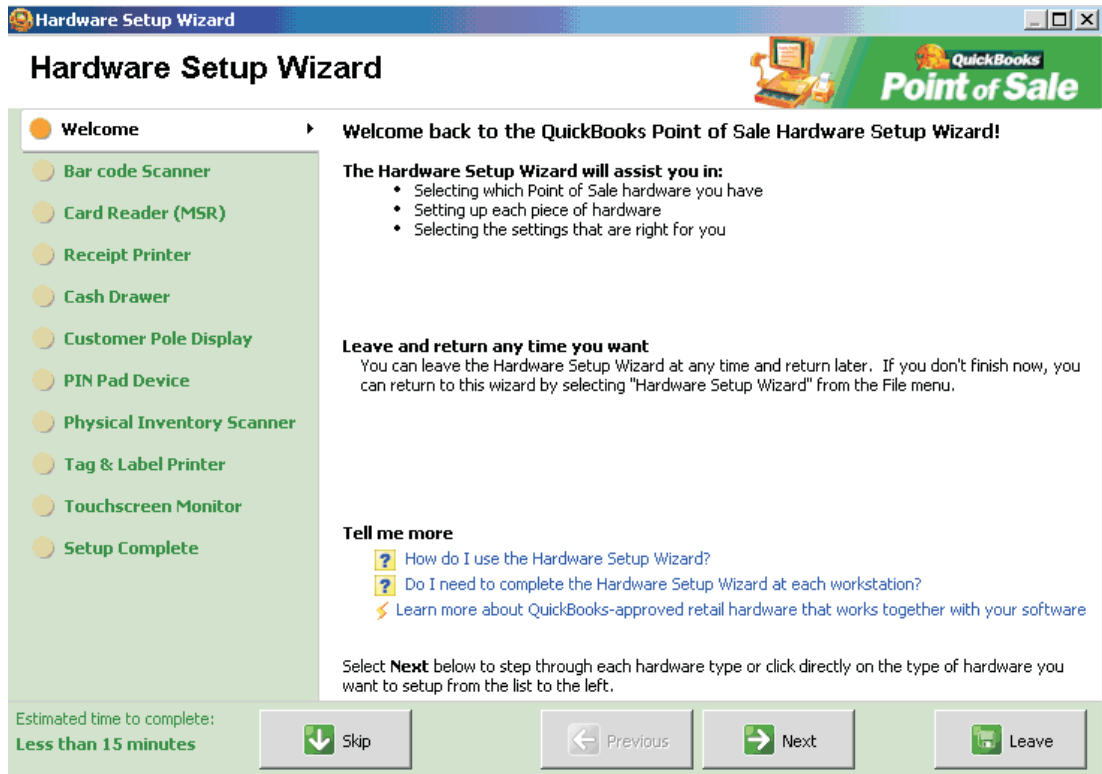 Hardware Setup Wizard
Hardware Setup Wizard
QuickBooks
Point of Sale
Welcome
Bar code Scanner
Card Reader (MSR)
Receipt Printer
Cash Drawer
Customer Pole Display
PIN Pad Device
Physical Inventory Scanner
Tag & Label Printer
Touchscreen Monitor
Setup Complete
Welcome back to the QuickBooks Point of Sale Hardware Setup Wizard!
The Hardware Setup Wizard will assist you in:
• Selecting which Point of Sale hardware you have
• Setting up each piece of hardware
• Selecting the settings that are right for you
Leave and return any time you want
You can leave the Hardware Setup Wizard at any time and return later. If you don't finish now, you
can return to this wizard by selecting "Hardware Setup Wizard" from the File menu.
Tell me more
? How do I use the Hardware Setup Wizard?
? Do I need to complete the Hardware Setup Wizard at each workstation?
Learn more about QuickBooks-approved retail hardware that works together with your software
Select Next below to step through each hardware type or click directly on the type of hardware you
want to setup from the list to the left.
Estimated time to complete:
Less than 15 minutes
Skip
Previous
Next
Leave